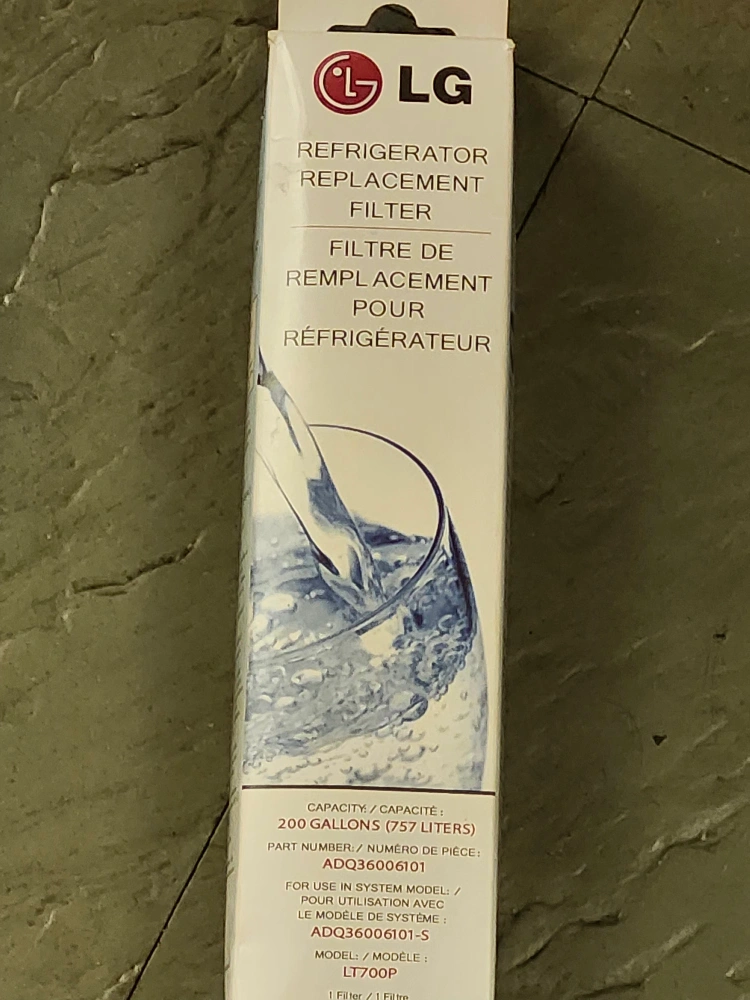 LG
REFRIGERATOR
REPLACEMENT
FILTER
FILTRE DE
REMPLACEMENT
POUR
RÉFRIGÉRATEUR
CAPACITY: / CAPACITÉ :
200 GALLONS (757 LITERS)
PART NUMBER: / NUMÉRO DE PIÈCE:
ADQ36006101
FOR USE IN SYSTEM MODEL: /
POUR UTILISATION AVEC
LE MODÈLE DE SYSTÈME :
ADQ36006101-S
MODEL: / MODÈLE :
LT700P
1 Filter / 1 Filtre